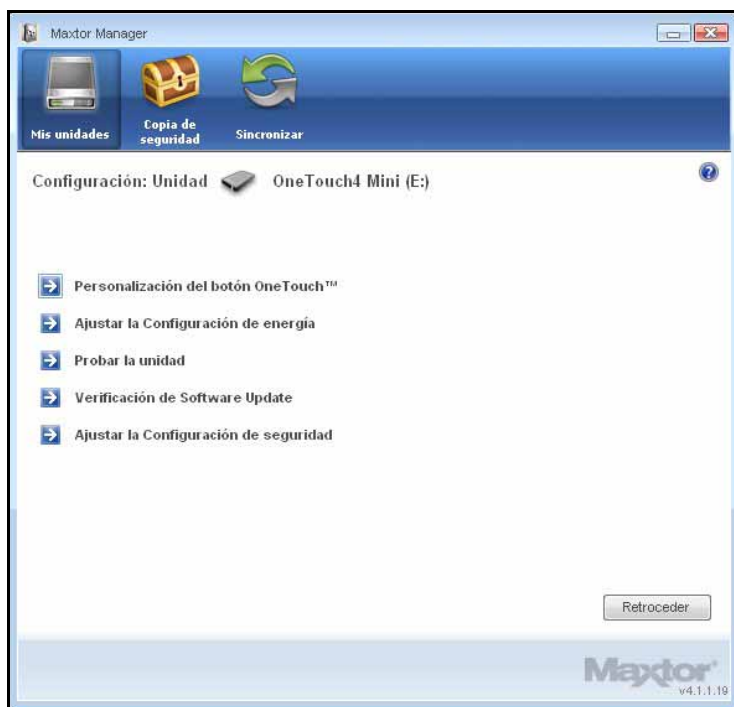 Maxtor Manager
Mis unidades
Copia de
seguridad
Sincronizar
Configuración: Unidad OneTouch4 Mini (E:)
?
Personalización del botón OneTouch™
Ajustar la Configuración de energía
Probar la unidad
Verificación de Software Update
Ajustar la Configuración de seguridad
Retroceder
Maxtor
v4.1.1.19